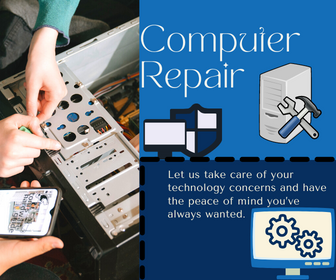 Computer
Repair
Let us take care of your
technology concerns and have
the peace of mind you've
always wanted.